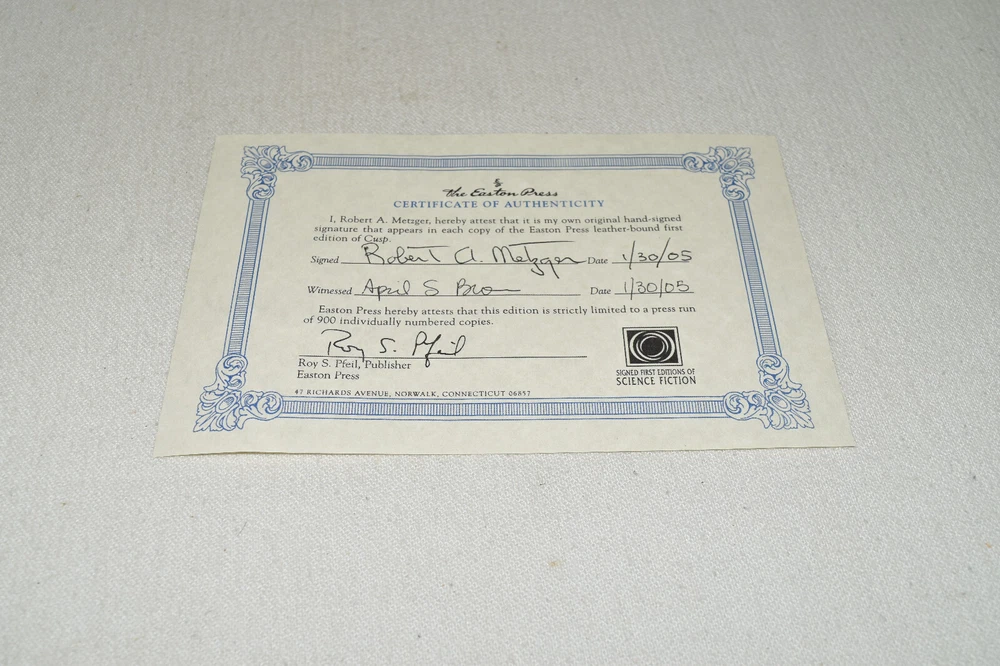 The Easton Press
CERTIFICATE OF AUTHENTICITY
I, Robert A. Metzger, hereby attest that it is my own original hand-signed
signature that appears in each copy of the Easton Press leather-bound first
edition of Cusp.
Signed Robert A. Metzger Date 1/30/05
Witnessed April S Date 1/30/05
Easton Press hereby attests that this edition is strictly limited to a press run
of 900 individually numbered copies.
Roy S. Pfeil
Roy S. Pfeil, Publisher
Easton Press
SIGNED FIRST EDITIONS OF
SCIENCE FICTION
47 RICHARDS AVENUE, NORWALK, CONNECTICUT 06857